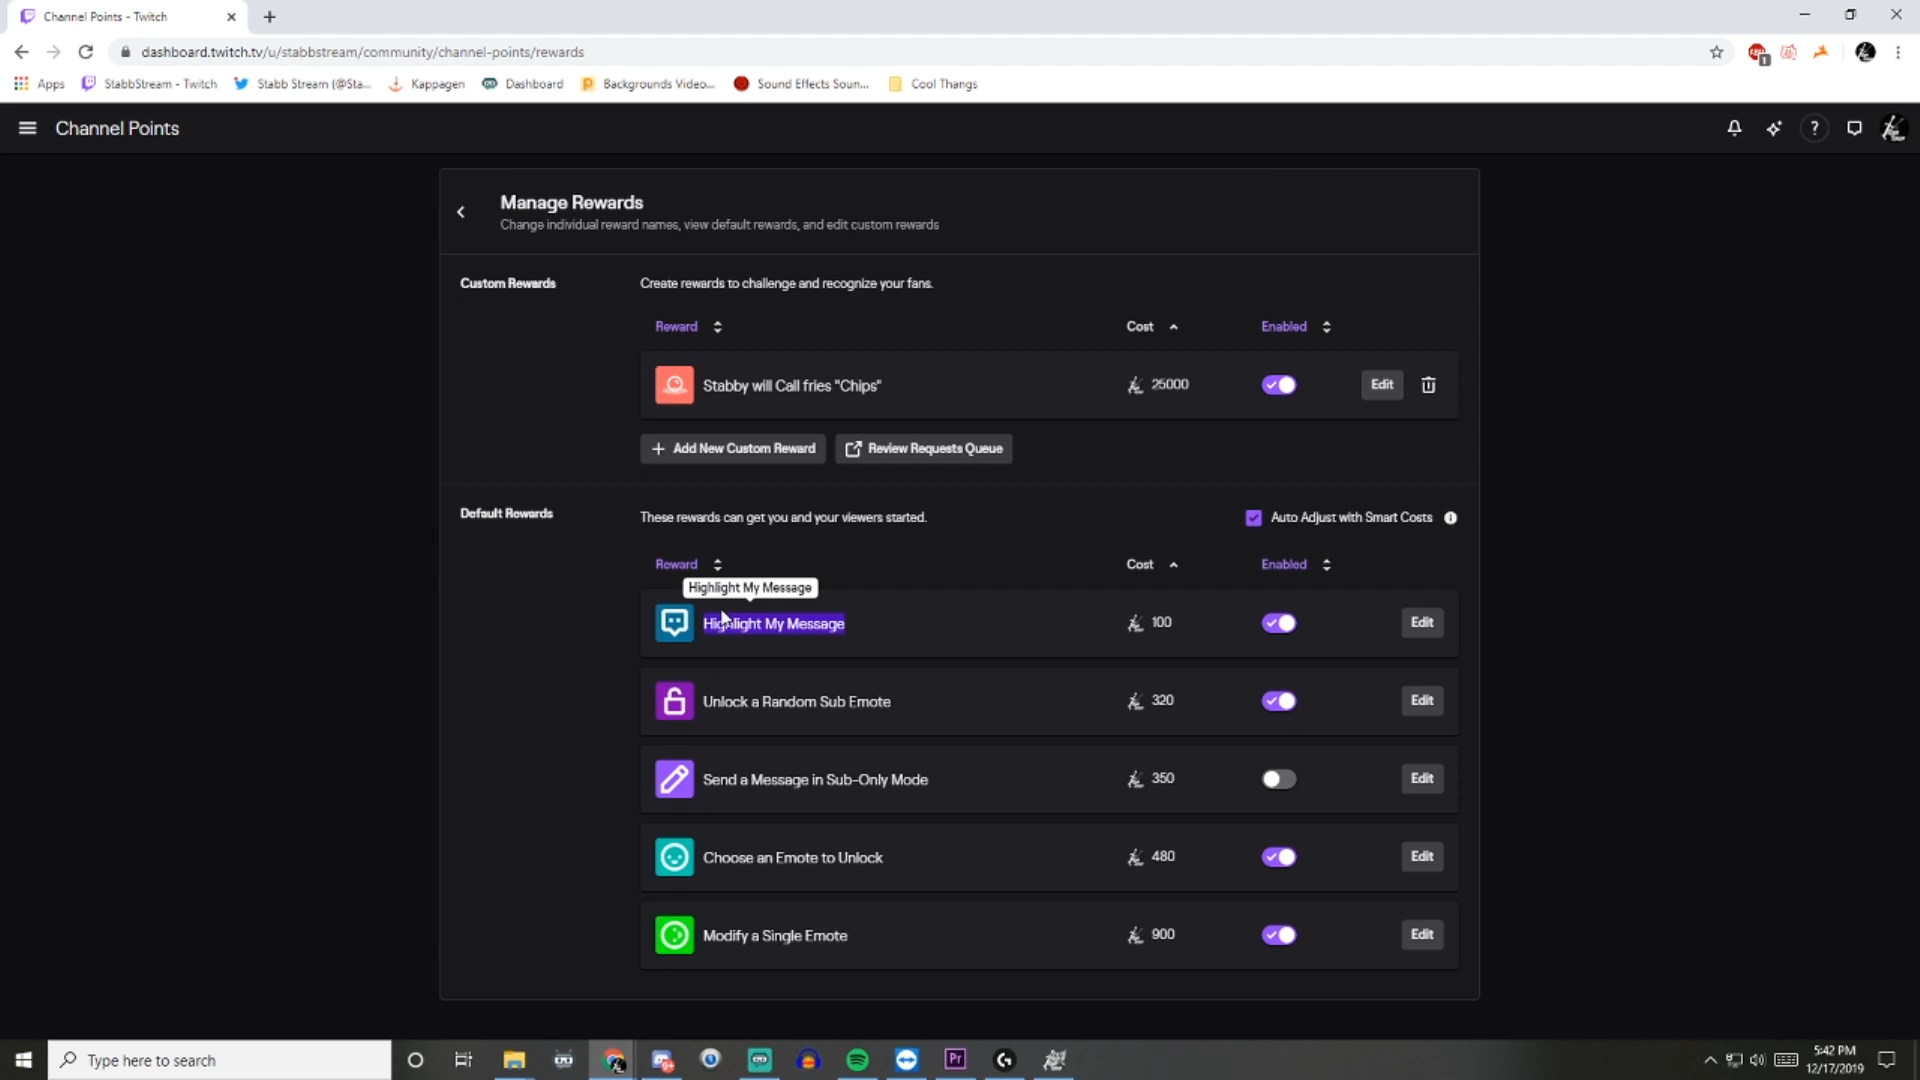 Channel Points - Twitch
dashboard.twitch.tv/u/stabbstream/community/channel-points/rewards
1
Apps
StabbStream - Twitch
Stabb Stream (@Sta...
Kappagen
Dashboard
Backgrounds Video...
Sound Effects Soun...
Cool Thangs
Channel Points
?
Manage Rewards
Change individual reward names, view default rewards, and edit custom rewards
Custom Rewards
Create rewards to challenge and recognize your fans.
Reward Cost Enabled
Stabby will Call fries "Chips" 25000 Edit
+ Add New Custom Reward Review Requests Queue
Default Rewards
These rewards can get you and your viewers started. Auto Adjust with Smart Costs
Reward Cost Enabled
Highlight My Message
Highlight My Message 100 Edit
Unlock a Random Sub Emote 320 Edit
Send a Message in Sub-Only Mode 350 Edit
Choose an Emote to Unlock 480 Edit
Modify a Single Emote 900 Edit
Type here to search
Pr
5:42 PM
12/17/2019